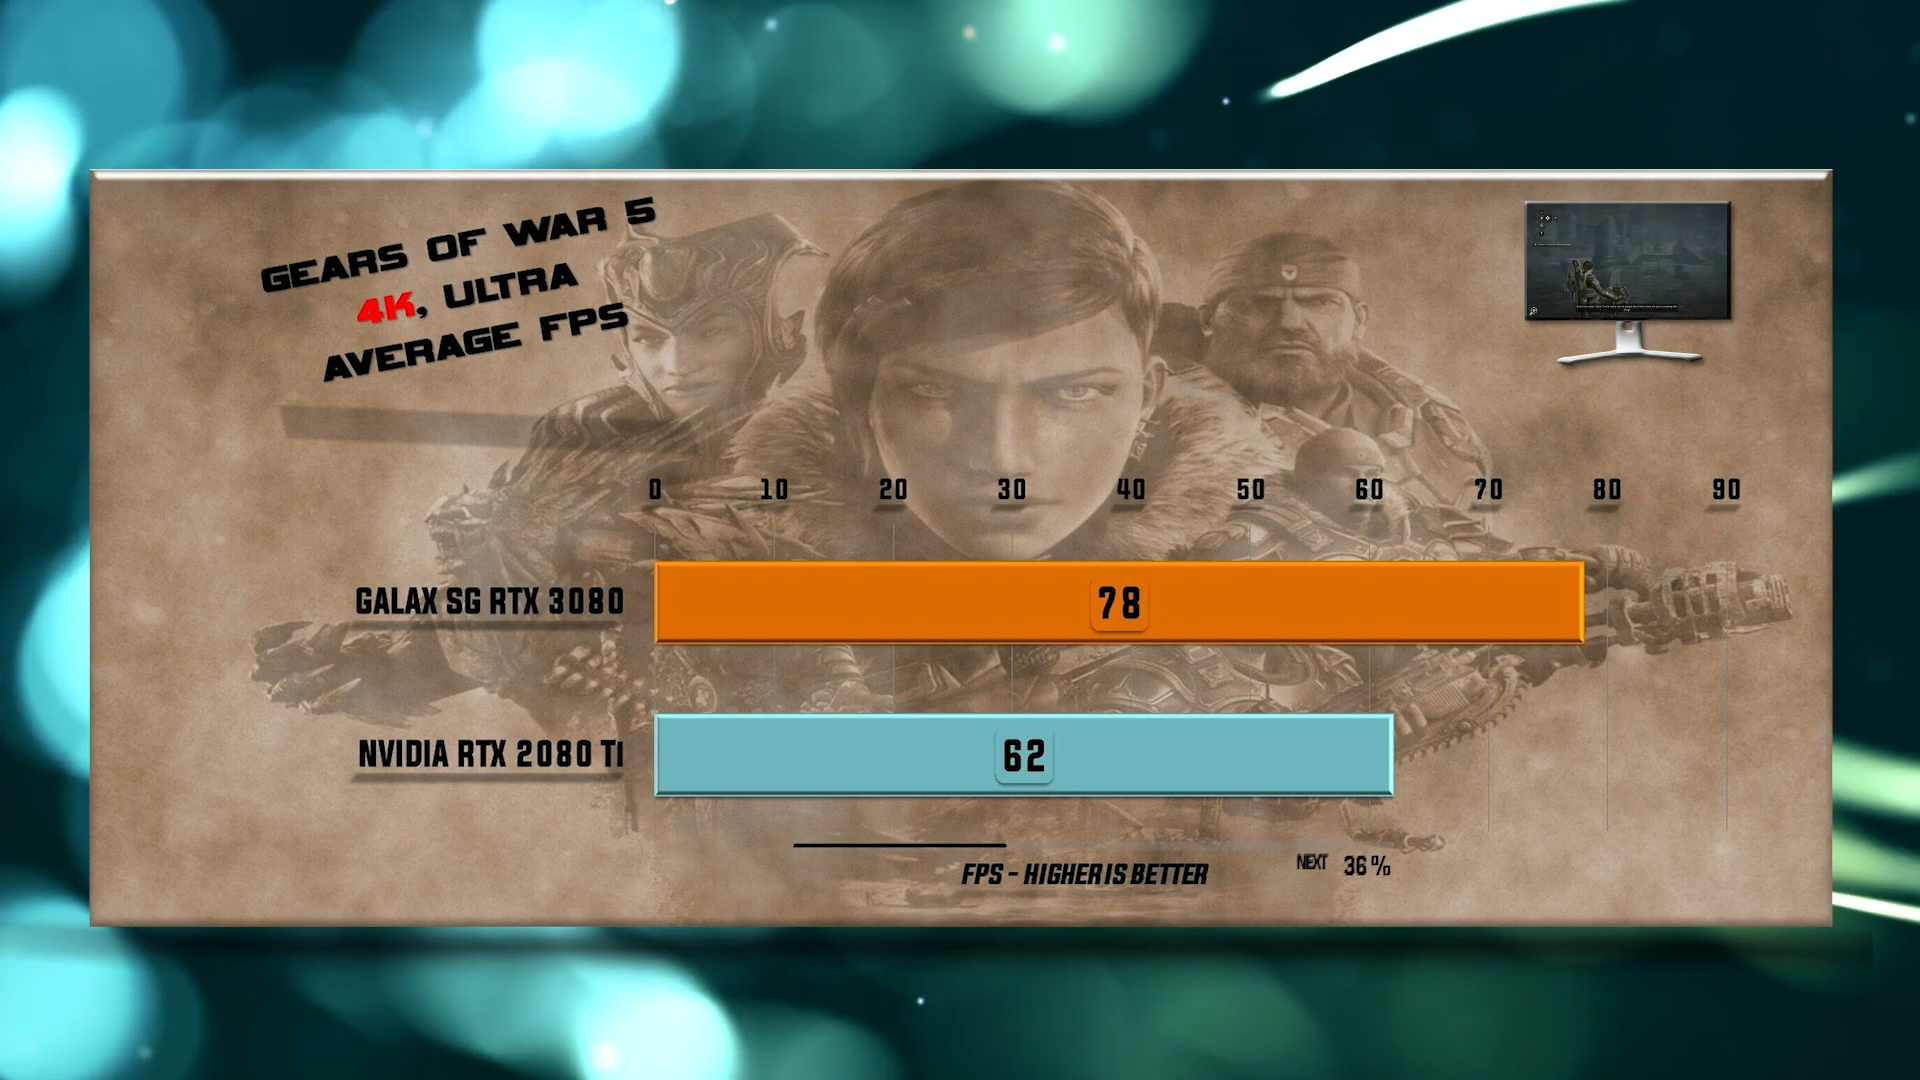 GEARS OF WAR 5
4K, ULTRA
AVERAGE FPS
0 10 20 30 40 50 60 70 80 90
GALAX SG RTX 3080 78
NVIDIA RTX 2080 TI 62
FPS - HIGHER IS BETTER
NEXT 36%